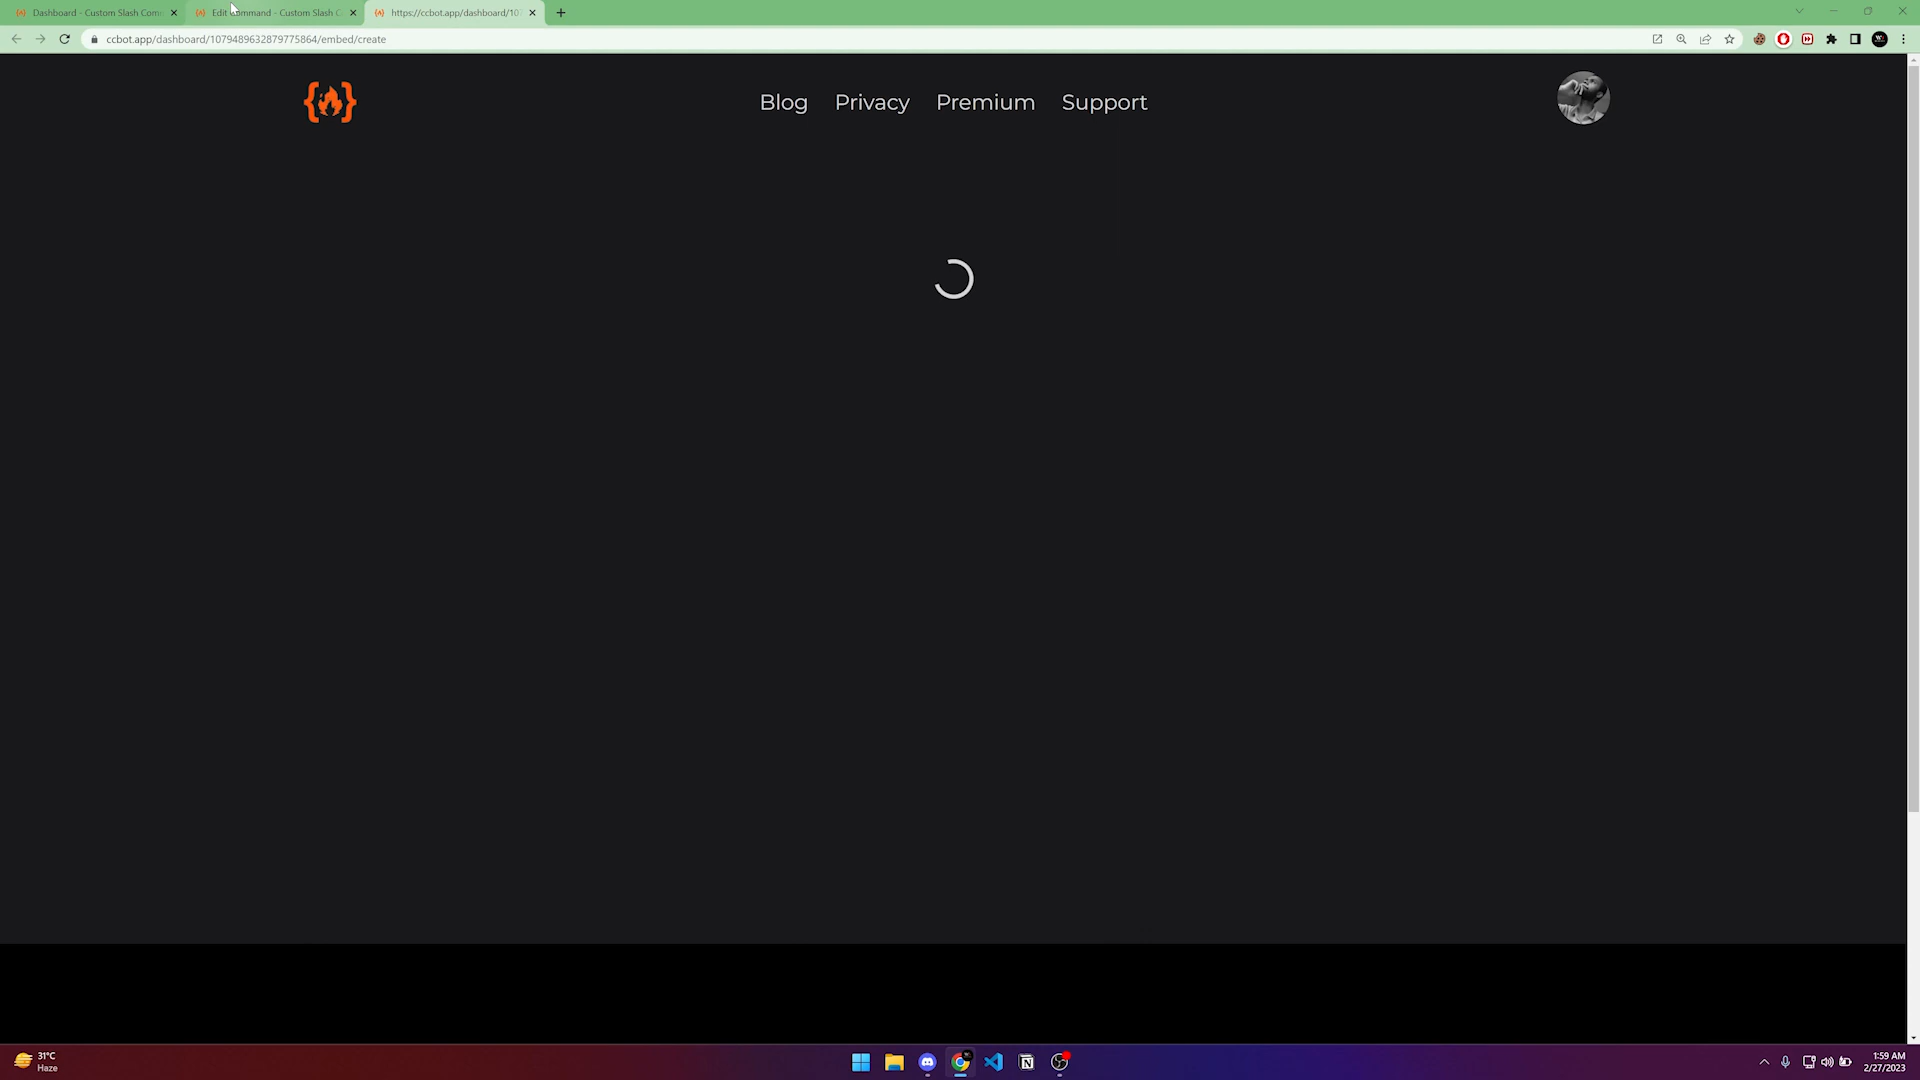 Dashboard - Custom Slash Com
Edit Command - Custom Slash C
https://ccbot.app/dashboard/10
ccbot.app/dashboard/1079489632879775864/embed/create
Blog
Privacy
Premium
Support
31°C
Haze
1:59 AM
2/27/2023